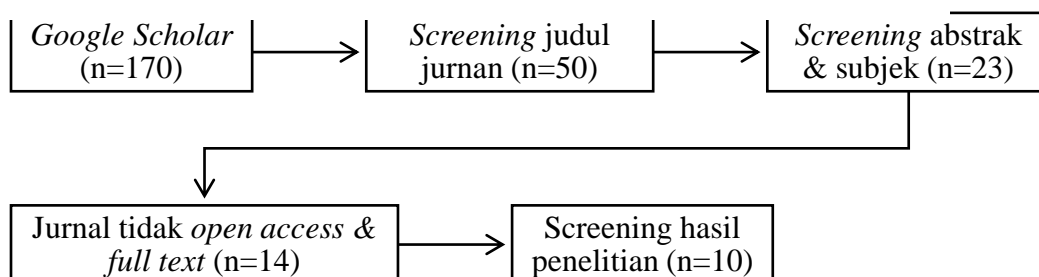 Google Scholar
(n=170)
Screening judul
jurnan (n=50)
Screening abstrak
& subjek (n=23)
Jurnal tidak open access &
full text (n=14)
Screening hasil
penelitian (n=10)